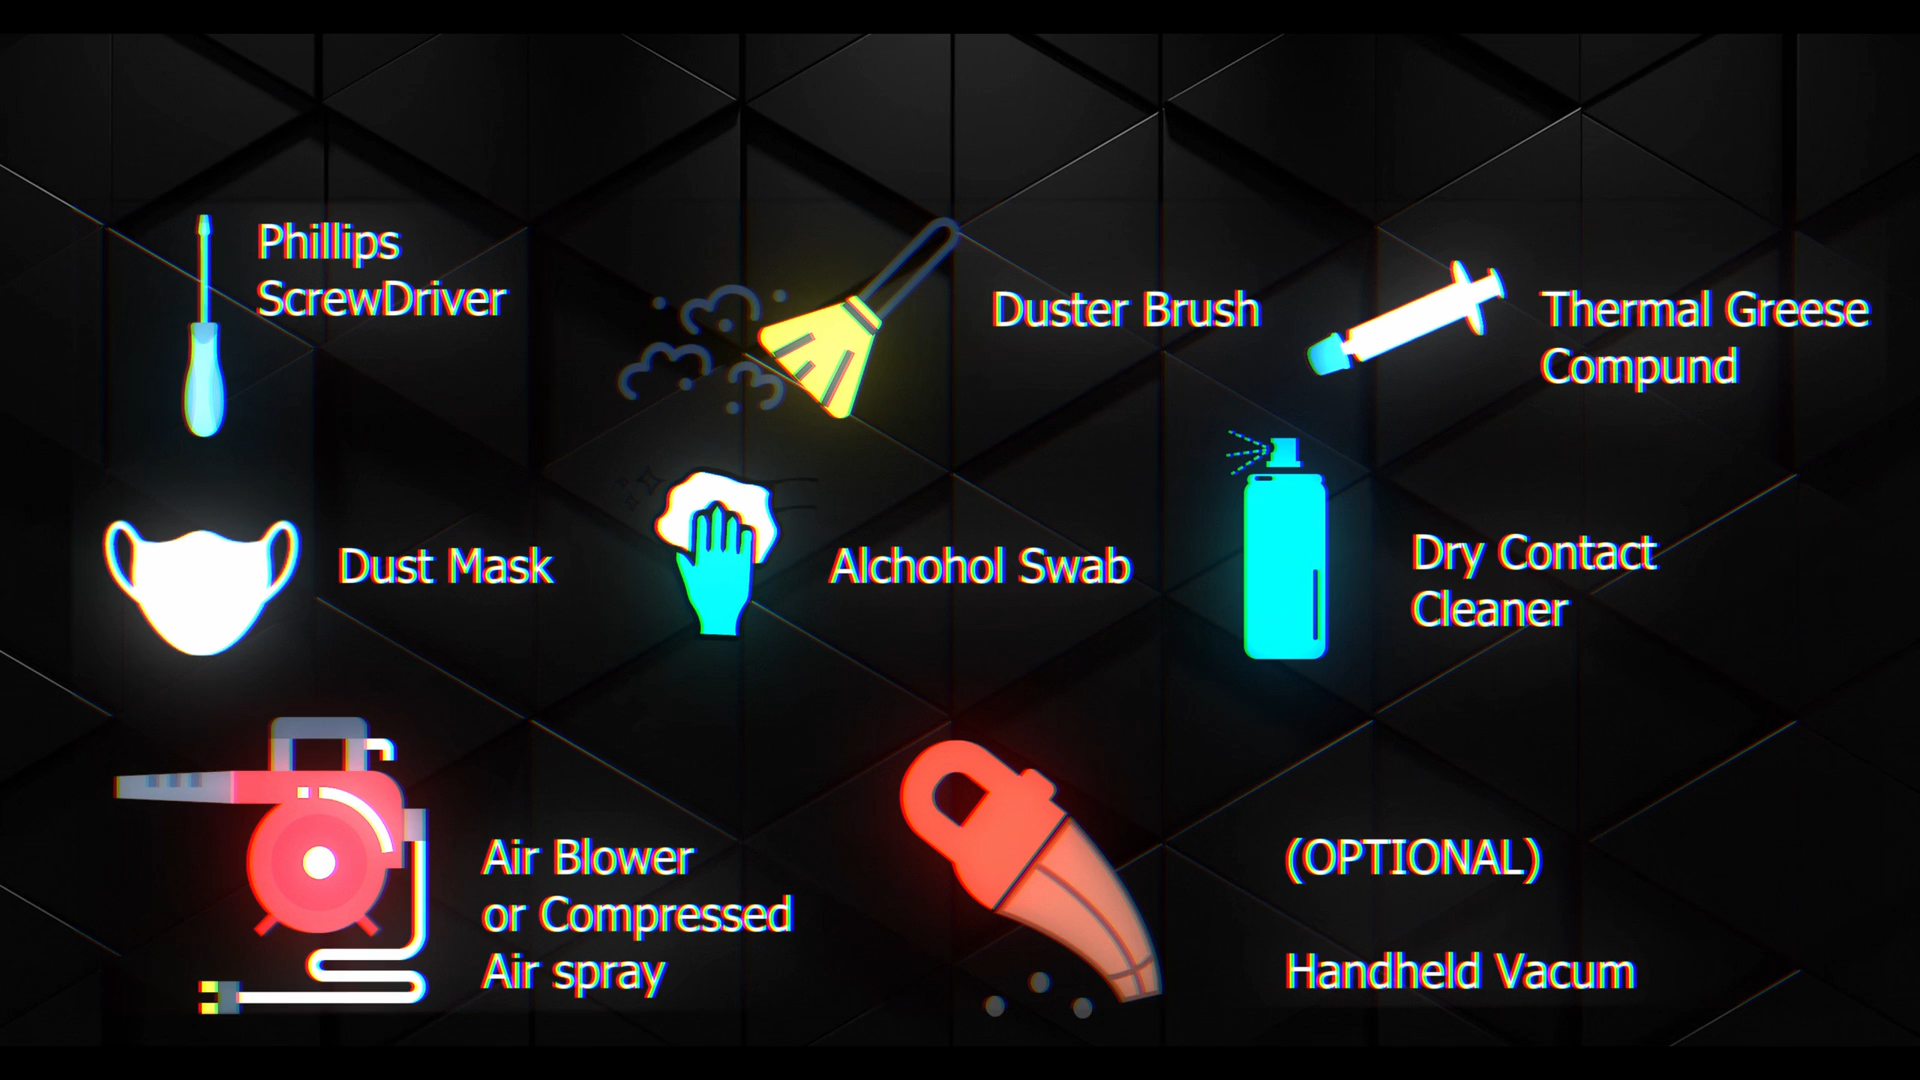 Phillips
ScrewDriver
Duster Brush
Thermal Greese
Compund
Dust Mask
Alchohol Swab
Dry Contact
Cleaner
Air Blower
or Compressed
Air spray
(OPTIONAL)
Handheld Vacum